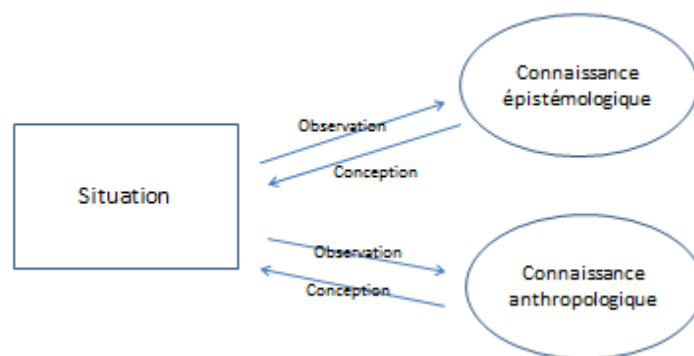 Connaissance
épistémologique
Observation
Conception
Situation
Observation
Conception
Connaissance
anthropologique